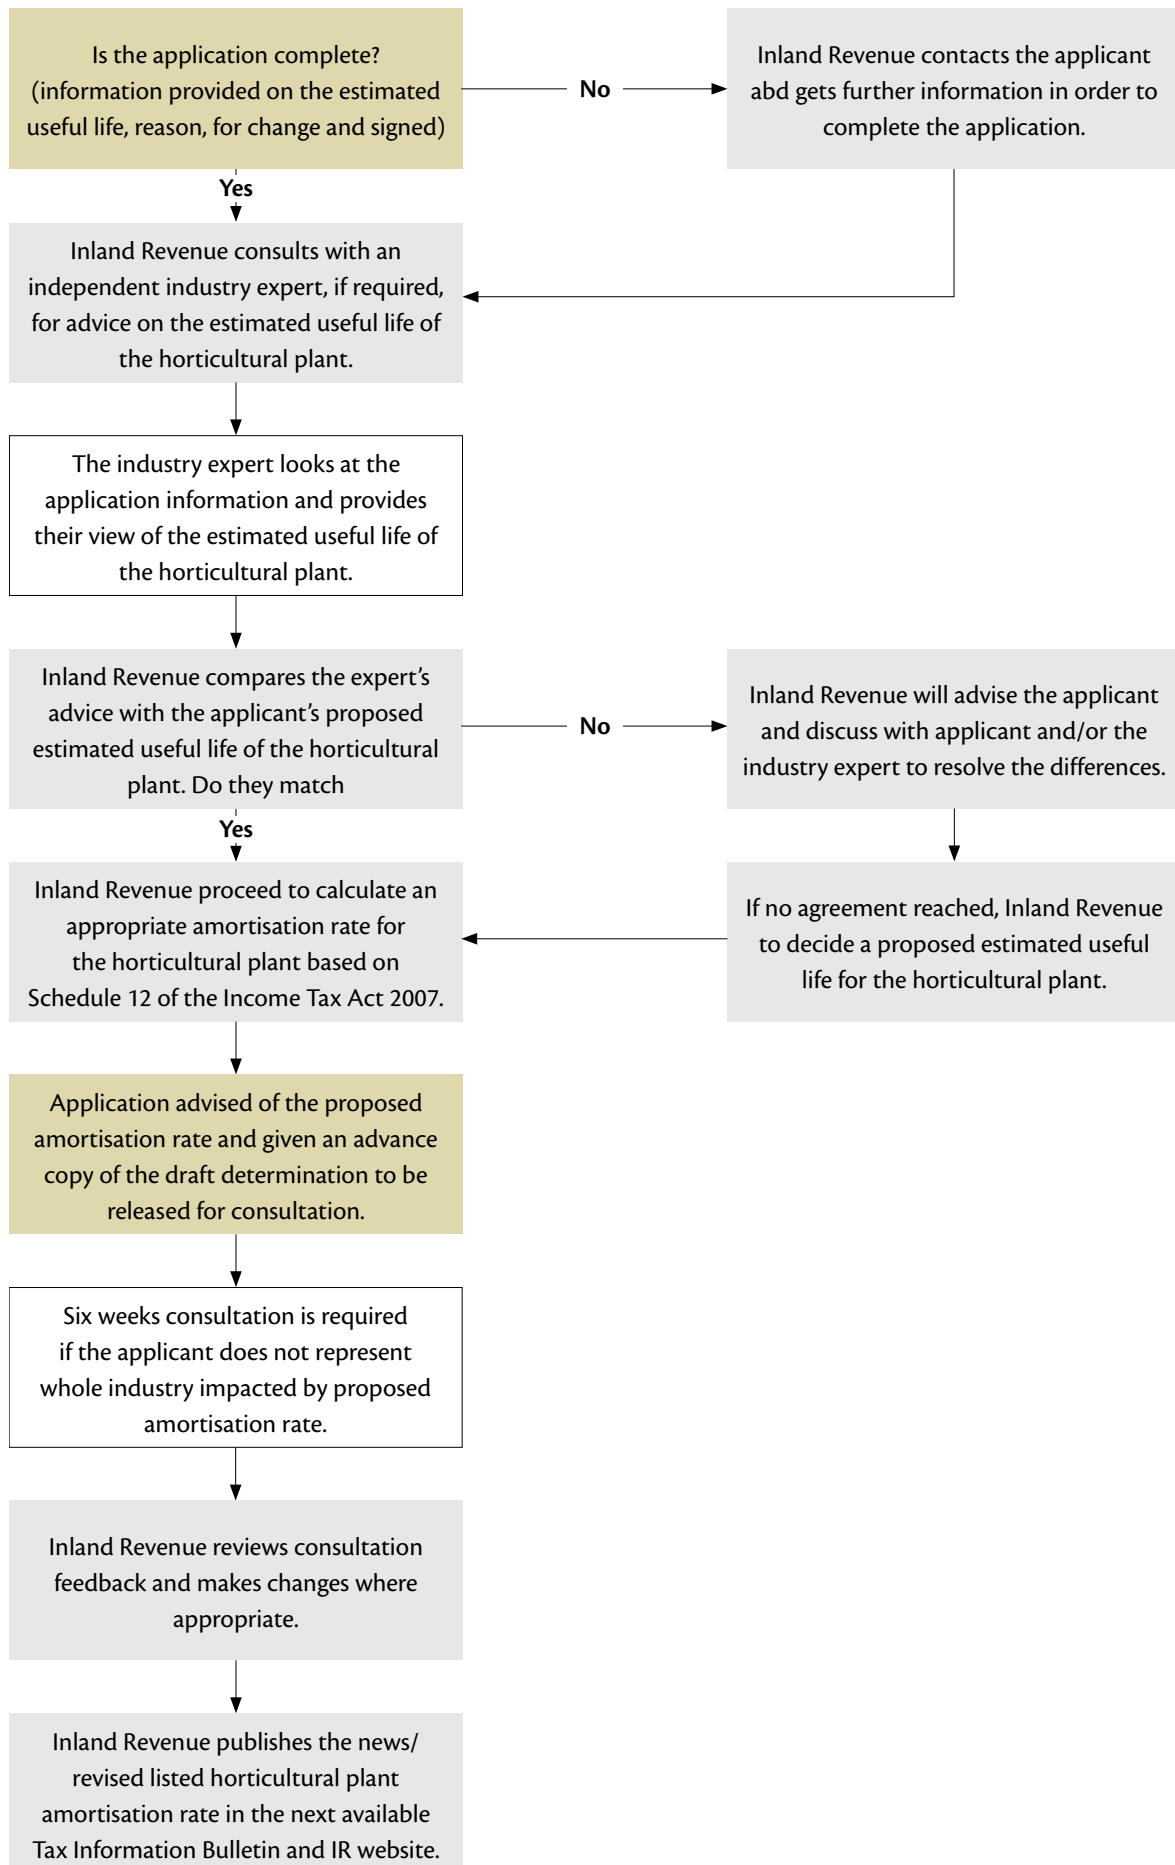 Is the application complete?
(information provided on the estimated
useful life, reason, for change and signed)
No
Inland Revenue contacts the applicant
abd gets further information in order to
complete the application.
Yes
Inland Revenue consults with an
independent industry expert, if required,
for advice on the estimated useful life of
the horticultural plant.
The industry expert looks at the
application information and provides
their view of the estimated useful life of
the horticultural plant.
Inland Revenue compares the expert’s
advice with the applicant’s proposed
estimated useful life of the horticultural
plant. Do they match
No
Inland Revenue will advise the applicant
and discuss with applicant and/or the
industry expert to resolve the differences.
Yes
Inland Revenue proceed to calculate an
appropriate amortisation rate for
the horticultural plant based on
Schedule 12 of the Income Tax Act 2007.
If no agreement reached, Inland Revenue
to decide a proposed estimated useful
life for the horticultural plant.
Application advised of the proposed
amortisation rate and given an advance
copy of the draft determination to be
released for consultation.
Six weeks consultation is required
if the applicant does not represent
whole industry impacted by proposed
amortisation rate.
Inland Revenue reviews consultation
feedback and makes changes where
appropriate.
Inland Revenue publishes the news/
revised listed horticultural plant
amortisation rate in the next available
Tax Information Bulletin and IR website.